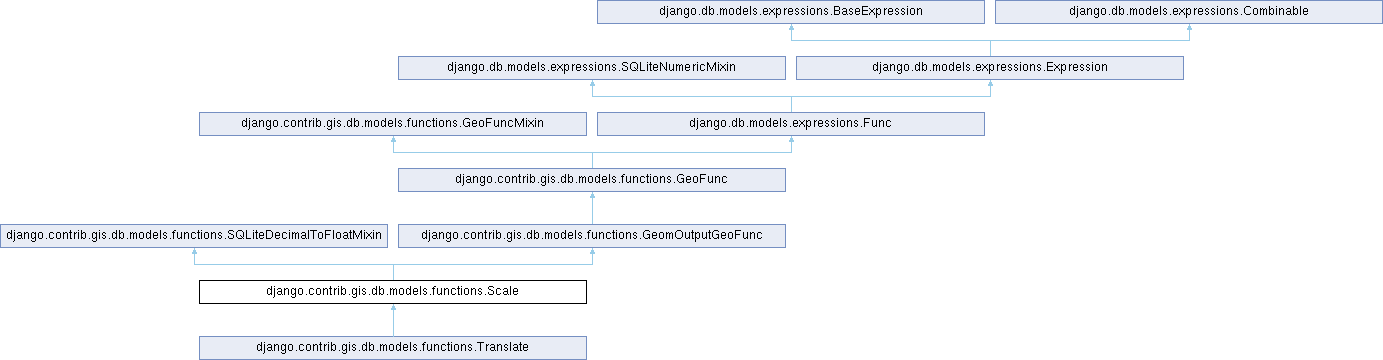 django.db.models.expressions.BaseExpression
django.db.models.expressions.Combinable
django.db.models.expressions.SQLiteNumericMixin
django.db.models.expressions.Expression
django.contrib.gis.db.models.functions.GeoFuncMixin
django.db.models.expressions.Func
django.contrib.gis.db.models.functions.GeoFunc
django.contrib.gis.db.models.functions.SQLiteDecimalToFloatMixin
django.contrib.gis.db.models.functions.GeomOutputGeoFunc
django.contrib.gis.db.models.functions.Scale
django.contrib.gis.db.models.functions.Translate